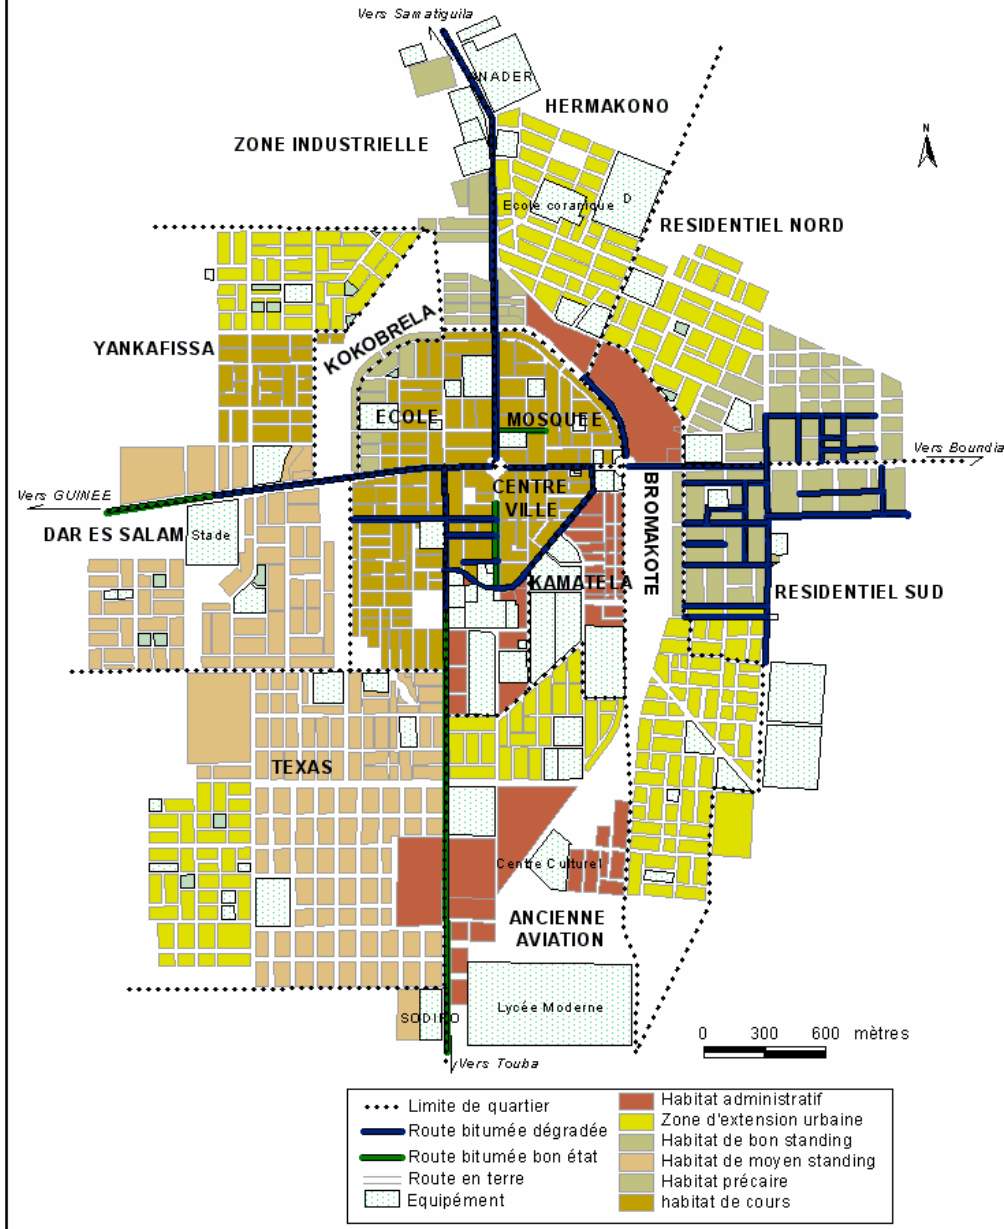 Vers Samatiguila
ANADER
HERMAKONO
ZONE INDUSTRIELLE
N
Ecole coranique
D
RESIDENTIEL NORD
KOKOBRELA
YANKAFISSA
ECOLE
MOSQUEE
Vers Boundia
CENTRE
VILLE
Vers GUINEE
DAR ES SALAM
Stade
BROMAKOTE
KAMATELA
RESIDENTIEL SUD
TEXAS
Centre Culturel
ANCIENNE
AVIATION
Lycée Moderne
SODIRO
0 300 600 mètres
Vers Touba
Limite de quartier
Route bitumée dégradée
Route bitumée bon état
Route en terre
Equipément
Habitat administratif
Zone d'extension urbaine
Habitat de bon standing
Habitat de moyen standing
Habitat précaire
habitat de cours